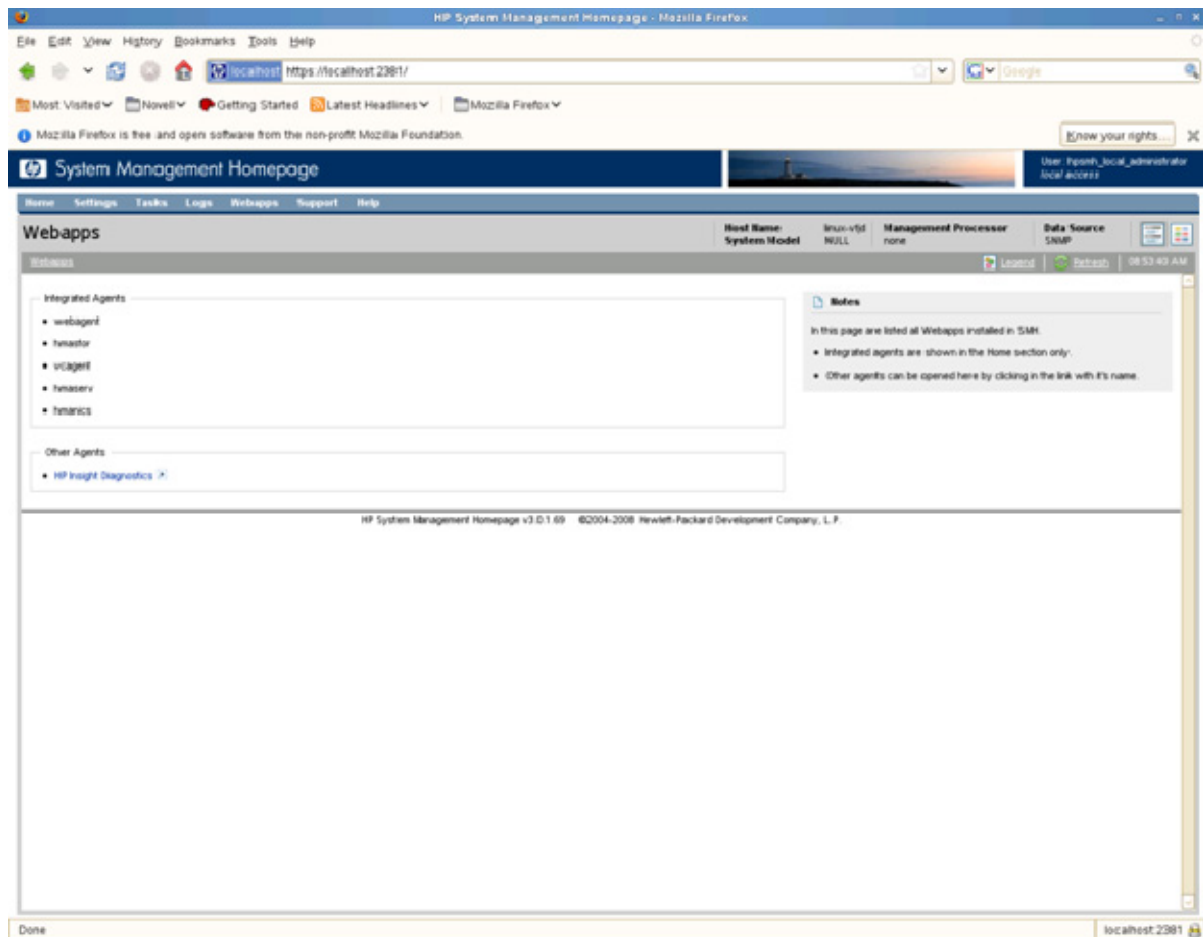 HP System Management Homepage - Mozilla Firefox
File Edit View History Bookmarks Tools Help
localhost https://localhost:2381/
Google
Most Visited Novell Getting Started Latest Headlines Mozilla Firefox
Mozilla Firefox is free and open software from the non-profit Mozilla Foundation.
Know your rights...
System Management Homepage
User: hpsmh_local_administrator
local access
Home Settings Tasks Logs Webapps Support Help
Webapps
Host Name: linux-vfjd Management Processor Data Source
System Model NULL none SNMP
Webapps
Legend Refresh 08:53:40 AM
Integrated Agents
• webagent
• hmastor
• vcagent
• hmaserv
• hmanics
Other Agents
• HP Insight Diagnostics
Notes
In this page are listed all Webapps installed in SMH.
• Integrated agents are shown in the Home section only.
• Other agents can be opened here by clicking in the link with it's name.
HP System Management Homepage v3.0.1.69 ©2004-2008 Hewlett-Packard Development Company, L.P.
Done
localhost:2381